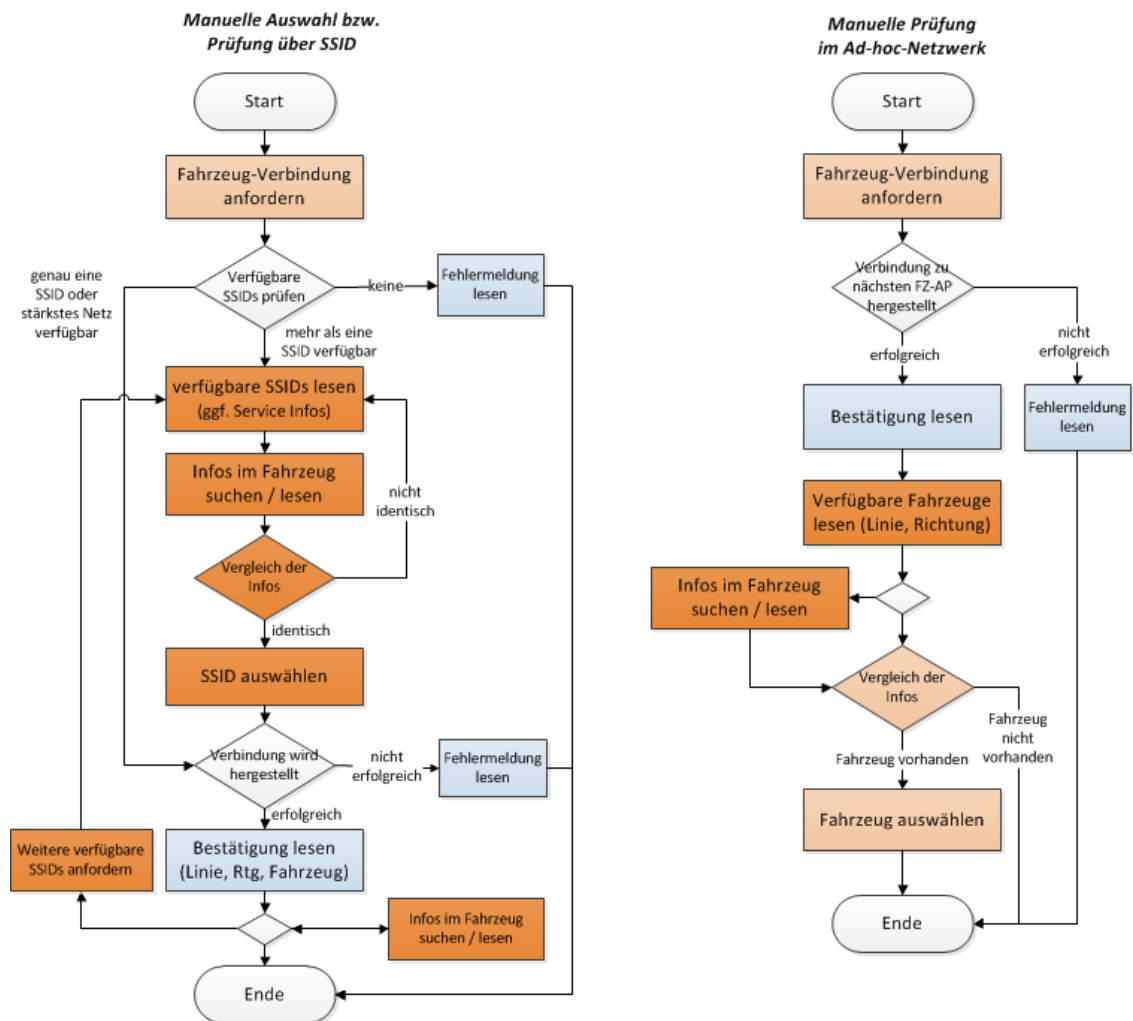 Manuelle Auswahl bzw.
Prüfung über SSID
Start
Fahrzeug-Verbindung
anfordern
genau eine
SSID oder
stärkstes Netz
verfügbar
Verfügbare
SSIDs prüfen
keine
Fehlermeldung
lesen
mehr als eine
SSID verfügbar
verfügbare SSIDs lesen
(ggf. Service Infos)
Infos im Fahrzeug
suchen / lesen
nicht
identisch
Vergleich der
Infos
identisch
SSID auswählen
Verbindung wird
hergestellt
nicht
erfolgreich
Fehlermeldung
lesen
erfolgreich
Weitere verfügbare
SSIDs anfordern
Bestätigung lesen
(Linie, Rtg, Fahrzeug)
Infos im Fahrzeug
suchen / lesen
Ende
Manuelle Prüfung
im Ad-hoc-Netzwerk
Start
Fahrzeug-Verbindung
anfordern
Verbindung zu
nächsten FZ-AP
hergestellt
erfolgreich
nicht
erfolgreich
Bestätigung lesen
Fehlermeldung
lesen
Verfügbare Fahrzeuge
lesen (Linie, Richtung)
Infos im Fahrzeug
suchen / lesen
Vergleich der
Infos
Fahrzeug
nicht
vorhanden
Fahrzeug vorhanden
Fahrzeug auswählen
Ende